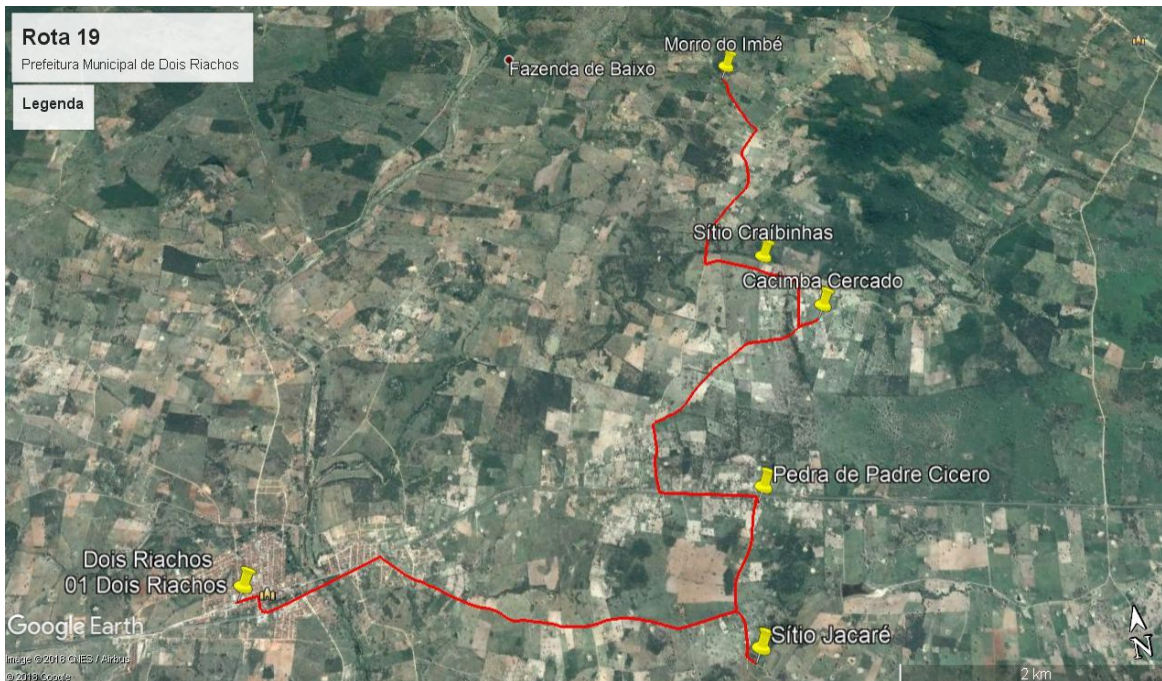 Rota 19
Prefeitura Municipal de Dois Riachos
Legenda
Morro do Imbé
Fazenda de Baixo
Sítio Craíbinhas
Cacimba Cercado
Pedra de Padre Cicero
Dois Riachos
01 Dois Riachos
Sítio Jacaré
Google Earth
Image © 2018 CNES / Airbus
© 2018 Google
2 km
N